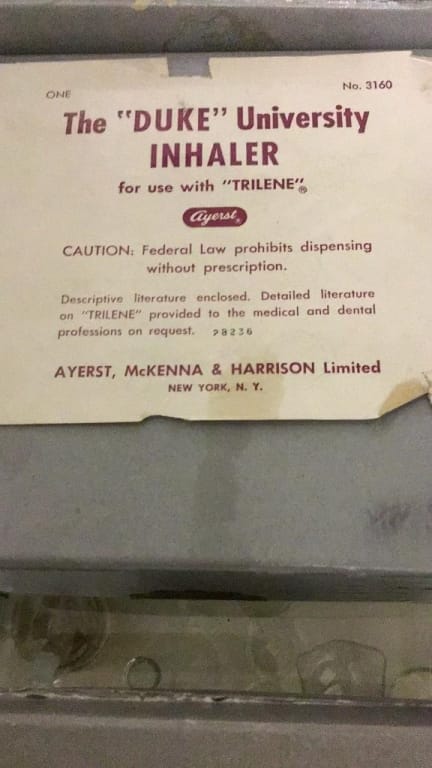 ONE
No. 3160
The "DUKE" University
INHALER
for use with "TRILENE"®
Ayerst®
CAUTION: Federal Law prohibits dispensing
without prescription.
Descriptive literature enclosed. Detailed literature
on "TRILENE" provided to the medical and dental
professions on request. 28236
AYERST, McKENNA & HARRISON Limited
NEW YORK, N. Y.